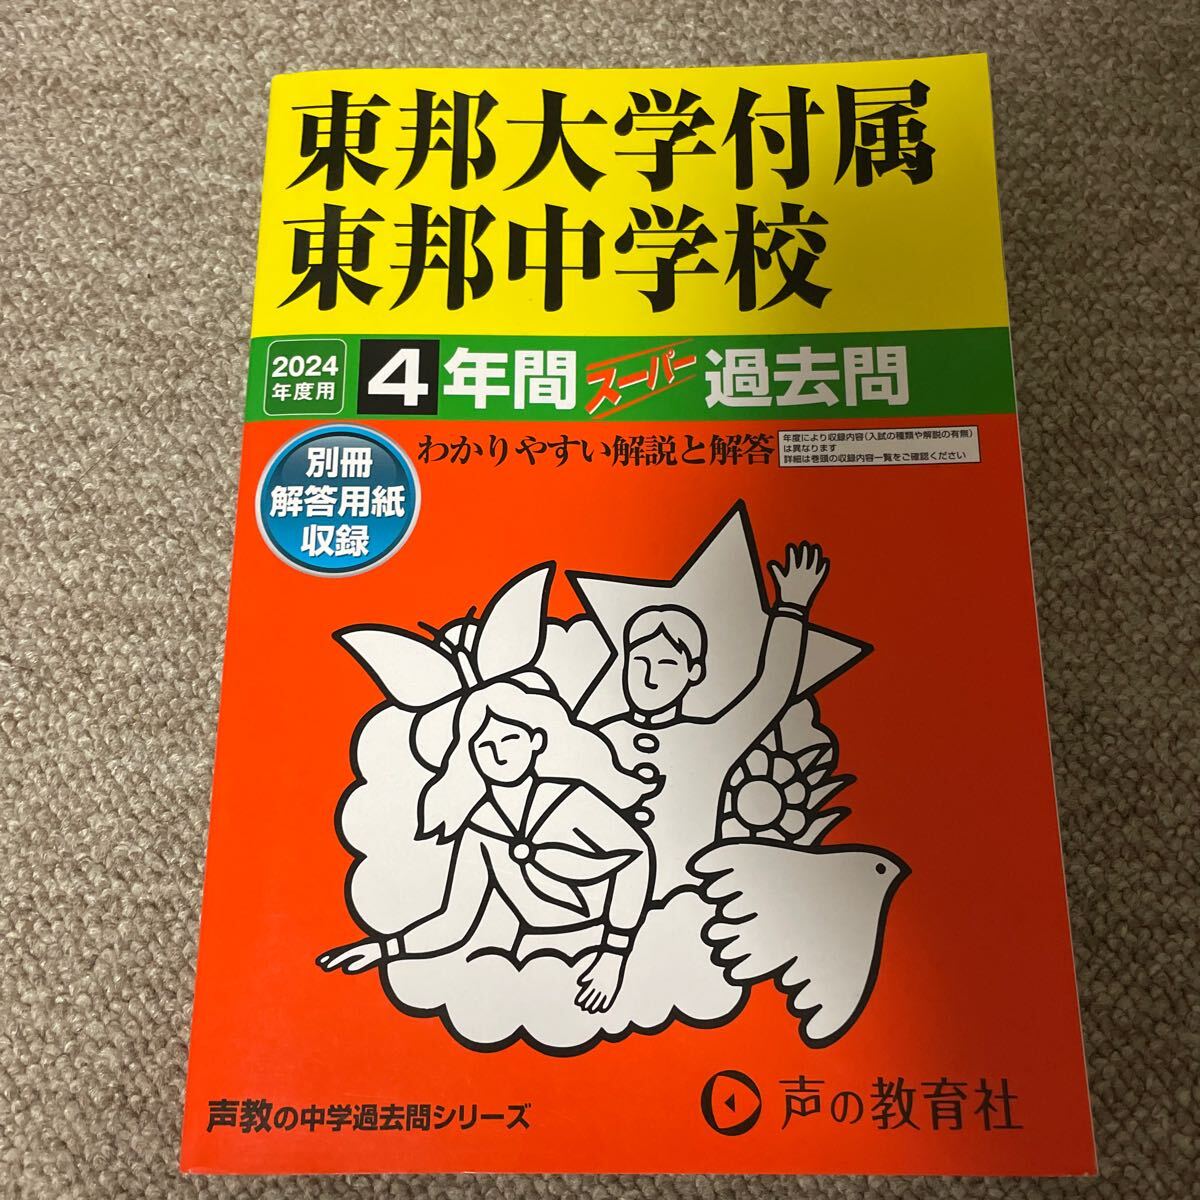 東邦大学付属
東邦中学校
2024
年度用
4年間スーパー過去問
わかりやすい解説と解答
年度により収録内容(入試の種類や解説の有無)
は異なります
詳細は巻頭の収録内容一覧をご確認ください
別冊
解答用紙
収録
声教の中学過去問シリーズ
声の教育社